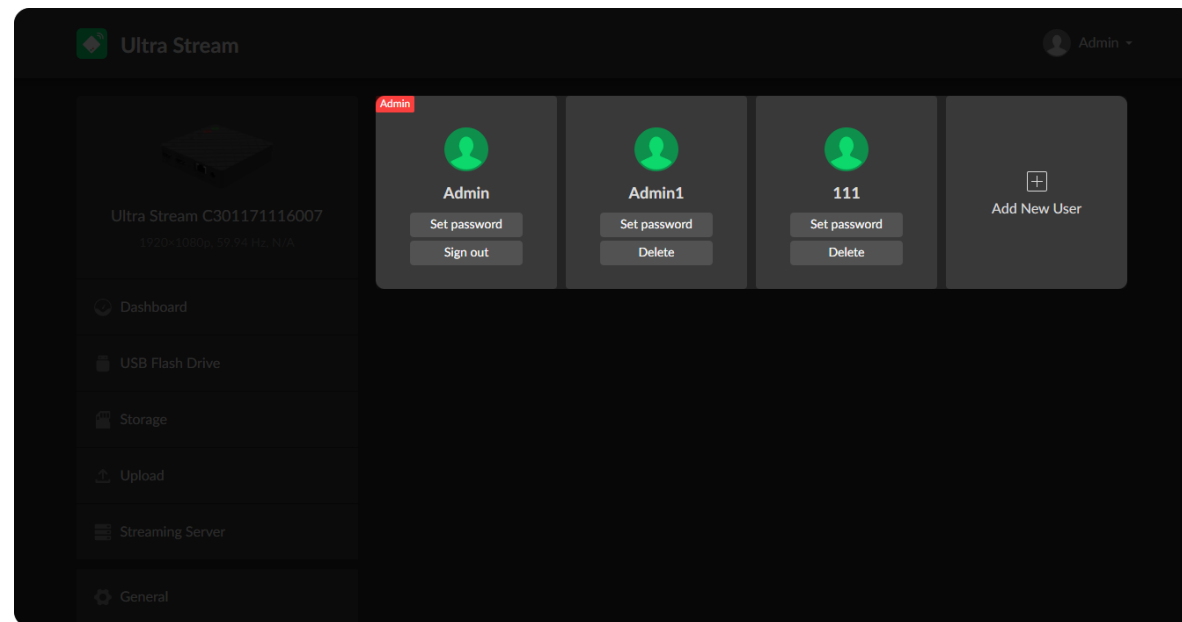 Ultra Stream
Admin
Ultra Stream C301171116007
1920x1080p, 59.94 Hz, N/A
Dashboard
USB Flash Drive
Storage
Upload
Streaming Server
General
Admin
Admin
Set password
Sign out
Admin1
Set password
Delete
111
Set password
Delete
Add New User